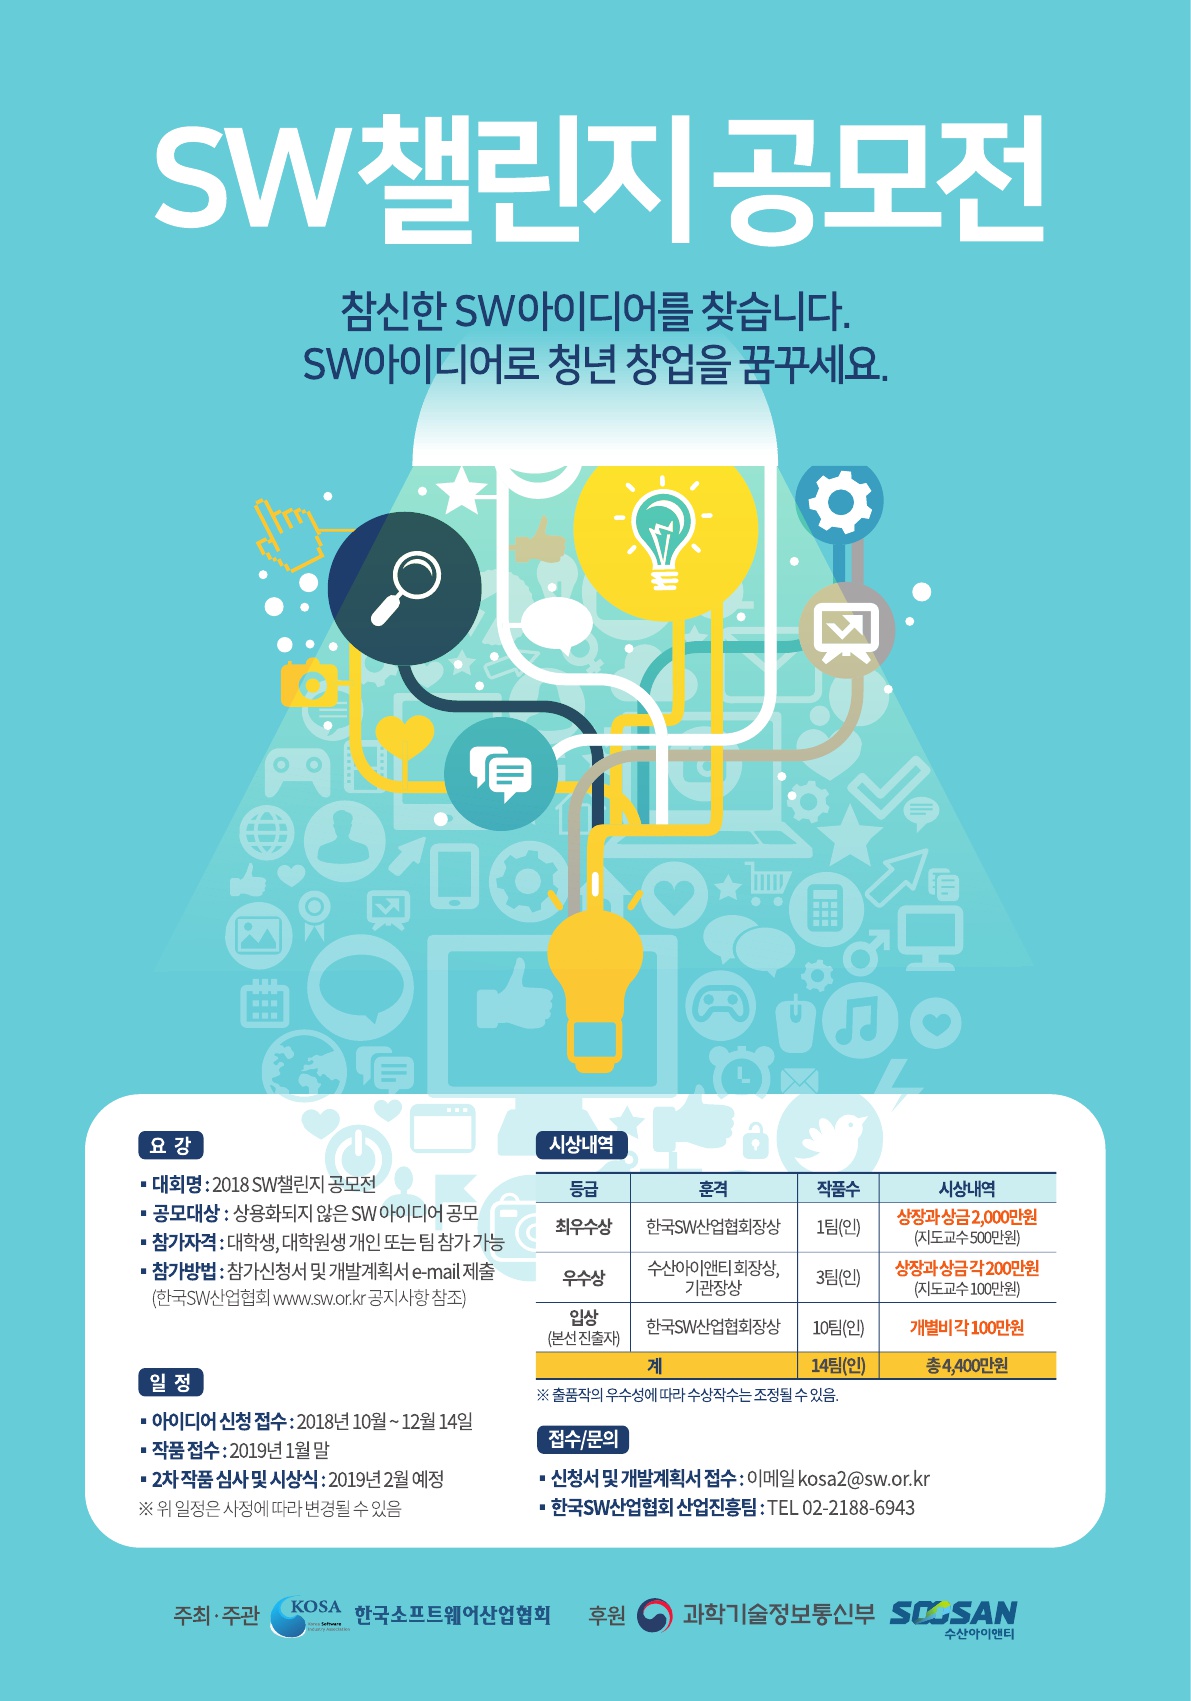 SW챌린지 공모전
참신한 SW아이디어를 찾습니다.
SW아이디어로 청년 창업을 꿈꾸세요.
요 강
▪ 대회명 : 2018 SW챌린지 공모전
▪ 공모대상 : 상용화되지 않은 SW 아이디어 공모
▪ 참가자격 : 대학생, 대학원생 개인 또는 팀 참가 가능
▪ 참가방법 : 참가신청서 및 개발계획서 e-mail 제출
(한국SW산업협회 www.sw.or.kr 공지사항 참조)
일 정
▪ 아이디어 신청 접수 : 2018년 10월 ~ 12월 14일
▪ 작품 접수 : 2019년 1월 말
▪ 2차 작품 심사 및 시상식 : 2019년 2월 예정
※ 위 일정은 사정에 따라 변경될 수 있음
시상내역
등급 훈격 작품수 시상내역
최우수상 한국SW산업협회장상 1팀(인) 상장과 상금 2,000만원
(지도교수 500만원)
우수상 수산아이앤티 회장상, 기관장상 3팀(인) 상장과 상금 각 200만원
(지도교수 100만원)
입상
(본선 진출자) 한국SW산업협회장상 10팀(인) 개별비 각 100만원
계 14팀(인) 총 4,400만원
※ 출품작의 우수성에 따라 수상작수는 조정될 수 있음.
접수/문의
▪ 신청서 및 개발계획서 접수 : 이메일 kosa2@sw.or.kr
▪ 한국SW산업협회 산업진흥팀 : TEL 02-2188-6943
주최 · 주관 KOSA Korea Software Industry Association 한국소프트웨어산업협회 후원 과학기술정보통신부 SOOSAN
수산아이앤티